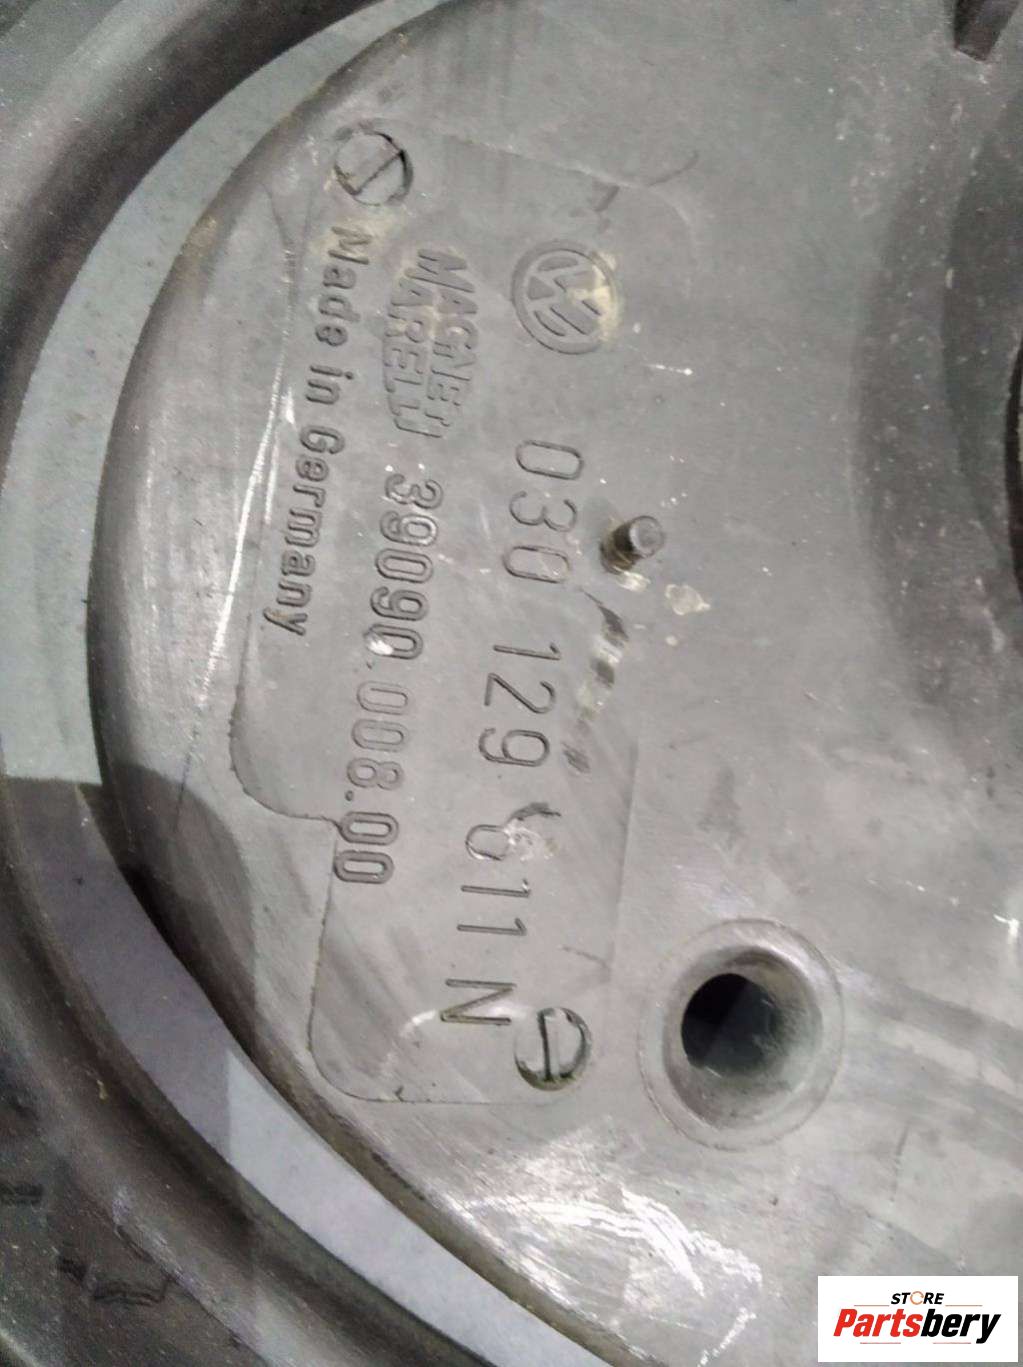 030 129 611 N
MAGNETI
MARELLI
39090.008.00
Made in Germany
STORE
Partsbery